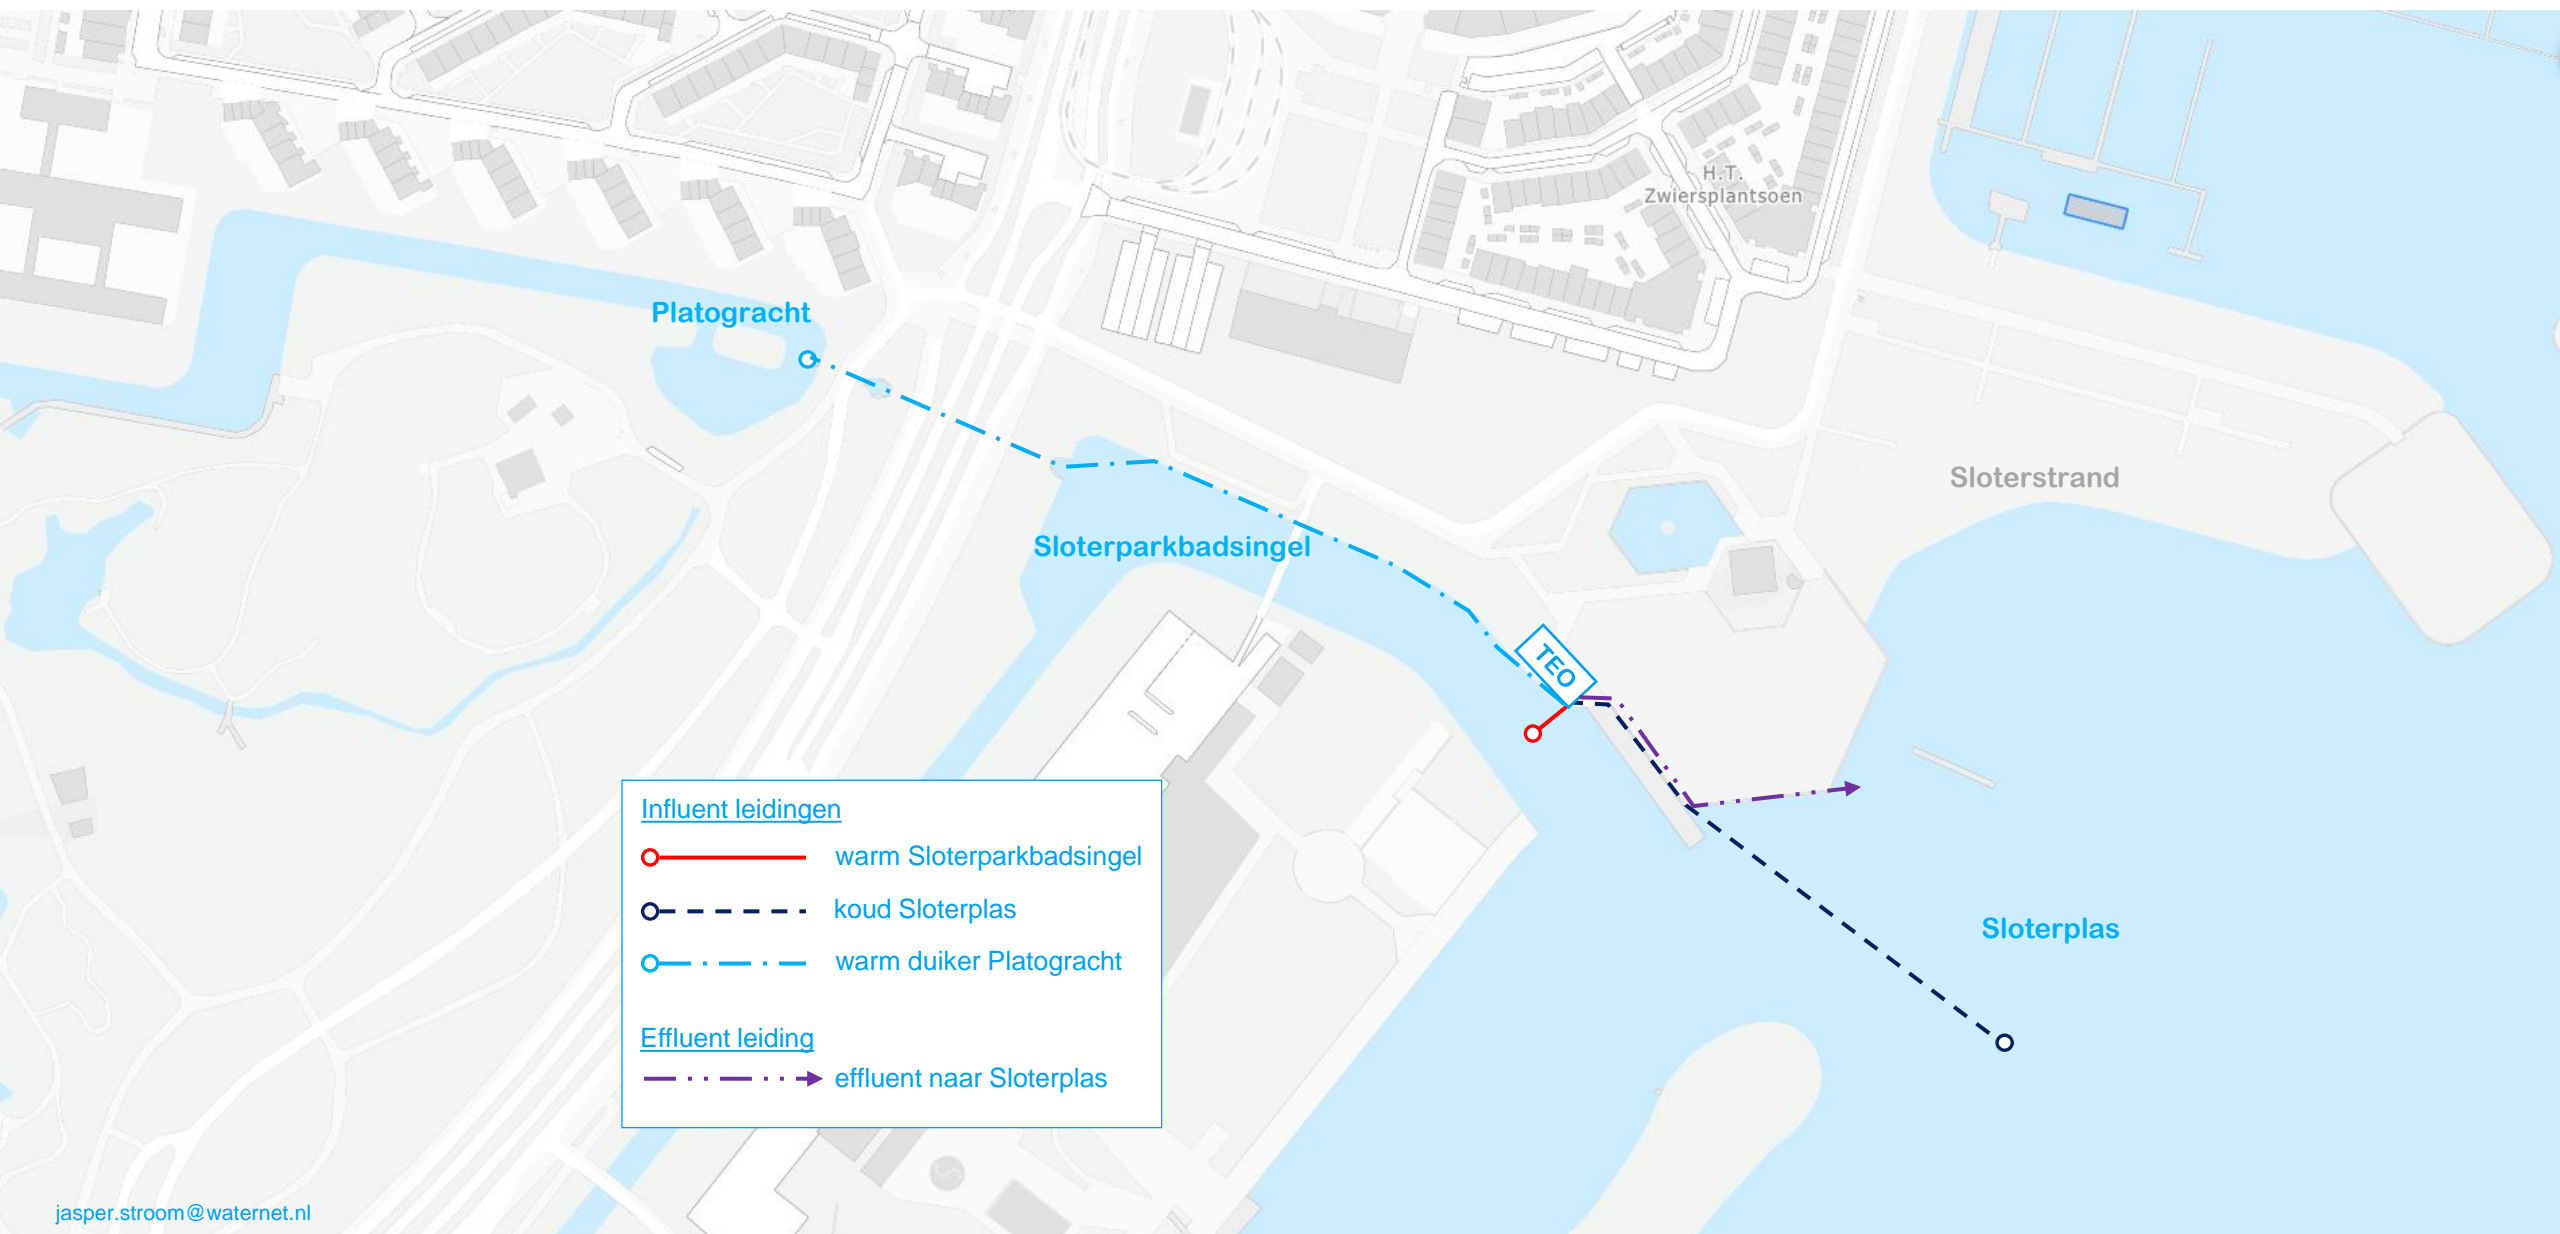 H.T.
Zwiersplantsoen
Platogracht
Sloterstrand
Sloterparkbadsingel
TEO
Influent leidingen
warm Sloterparkbadsingel
koud Sloterplas
warm duiker Platogracht
Effluent leiding
effluent naar Sloterplas
Sloterplas
jasper.stroom@waternet.nl